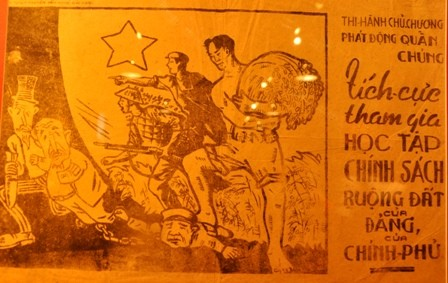 THI-HÀNH CHỦ-CHƯƠNG
PHÁT ĐỘNG QUẦN
CHÚNG
Tích-cực
tham gia
HỌC TẬP
CHÍNH SÁCH
RUỘNG ĐẤT
CỦA
ĐẢNG,
CỦA
CHÍNH-PHỦ